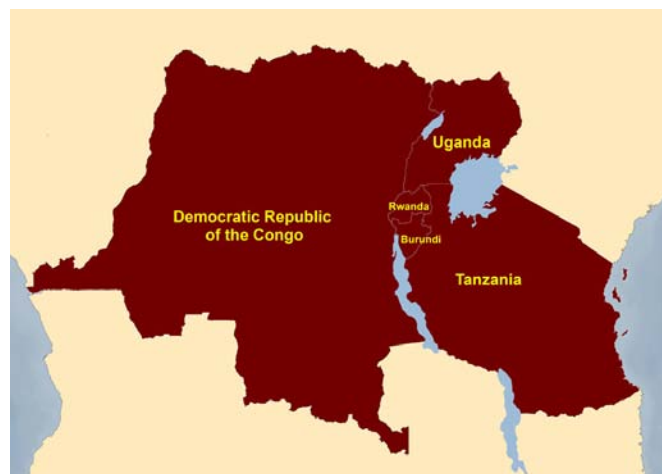 Uganda
Rwanda
Democratic Republic
of the Congo
Burundi
Tanzania